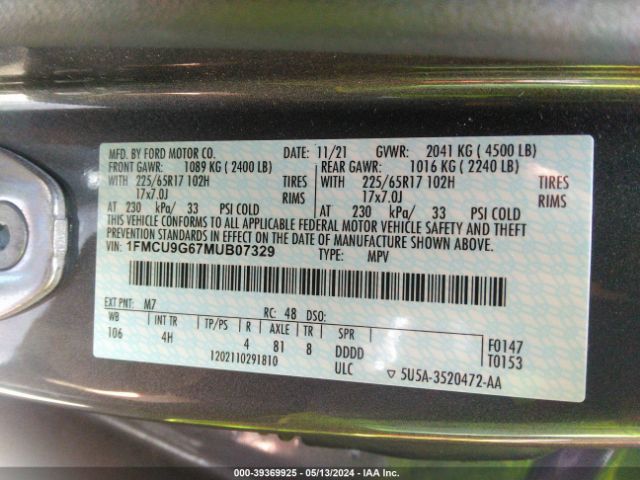 MFD. BY FORD MOTOR CO. DATE: 11/21 GVWR: 2041 KG ( 4500 LB)
FRONT GAWR: 1089 KG ( 2400 LB) REAR GAWR: 1016 KG ( 2240 LB)
WITH 225/65R17 102H TIRES WITH 225/65R17 102H TIRES
17x7.0J RIMS 17x7.0J RIMS
AT 230 kPa/ 33 PSI COLD AT 230 kPa/ 33 PSI COLD
THIS VEHICLE CONFORMS TO ALL APPLICABLE FEDERAL MOTOR VEHICLE SAFETY AND THEFT
PREVENTION STANDARDS IN EFFECT ON THE DATE OF MANUFACTURE SHOWN ABOVE.
VIN: 1FMCU9G67MUB07329 TYPE: MPV
EXT PNT: M7 RC: 48 DSO:
WB INT TR TP/PS R AXLE TR SPR
106 4H 4 81 8 DDDD
ULC
1202110291810
F0147
T0153
5U5A-3520472-AA
000-39369925 - 05/13/2024 - IAA Inc.